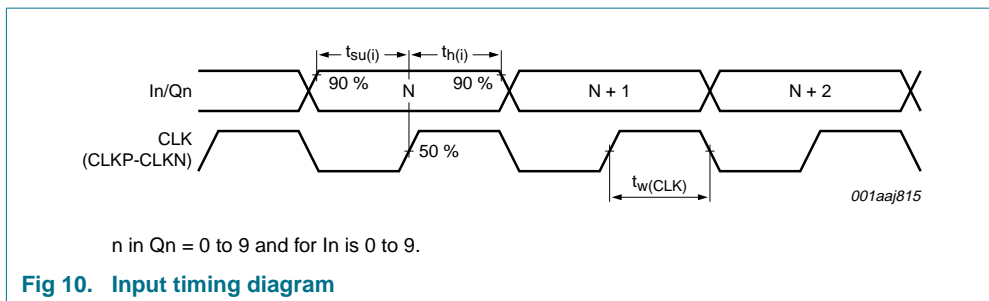 t_su(i) t_h(i)
In/Qn 90 % N 90 % N + 1 N + 2
CLK
(CLKP-CLKN)
50 %
t_w(CLK)
001aaj815
n in Qn = 0 to 9 and for In is 0 to 9.
Fig 10. Input timing diagram